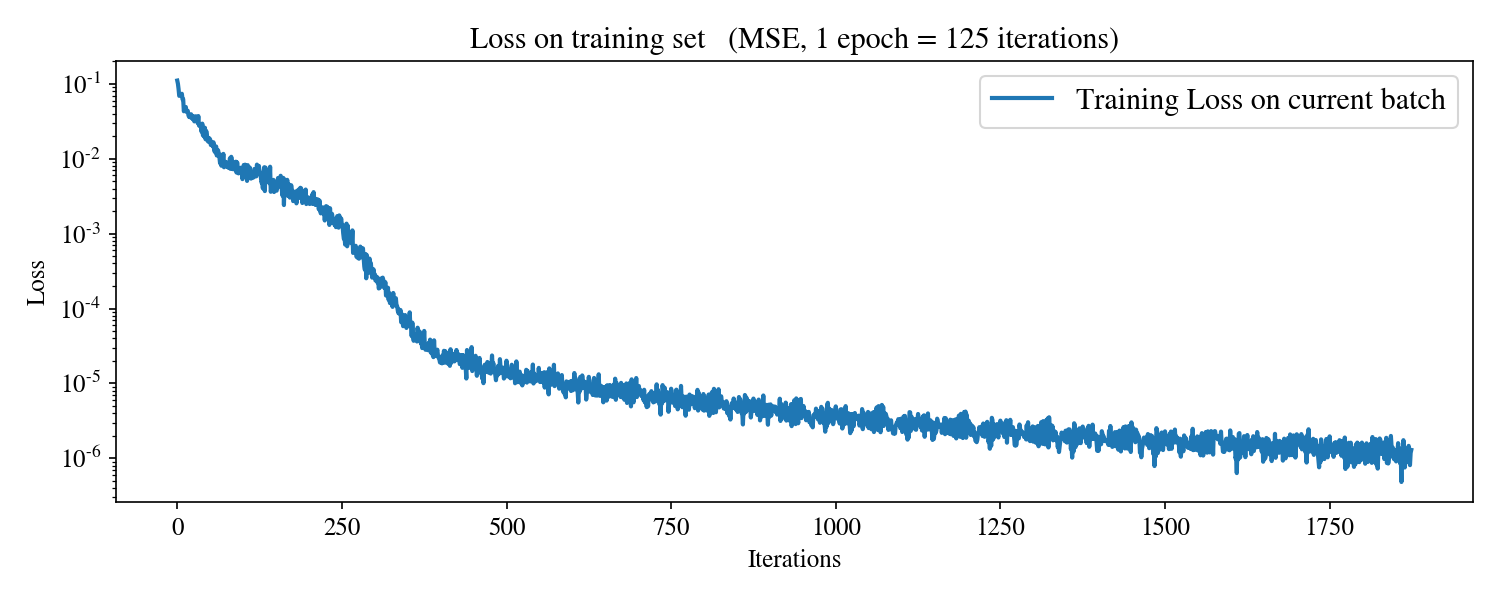 Loss on training set (MSE, 1 epoch = 125 iterations)
Training Loss on current batch
Loss
10-1
10-2
10-3
10-4
10-5
10-6
0 250 500 750 1000 1250 1500 1750
Iterations